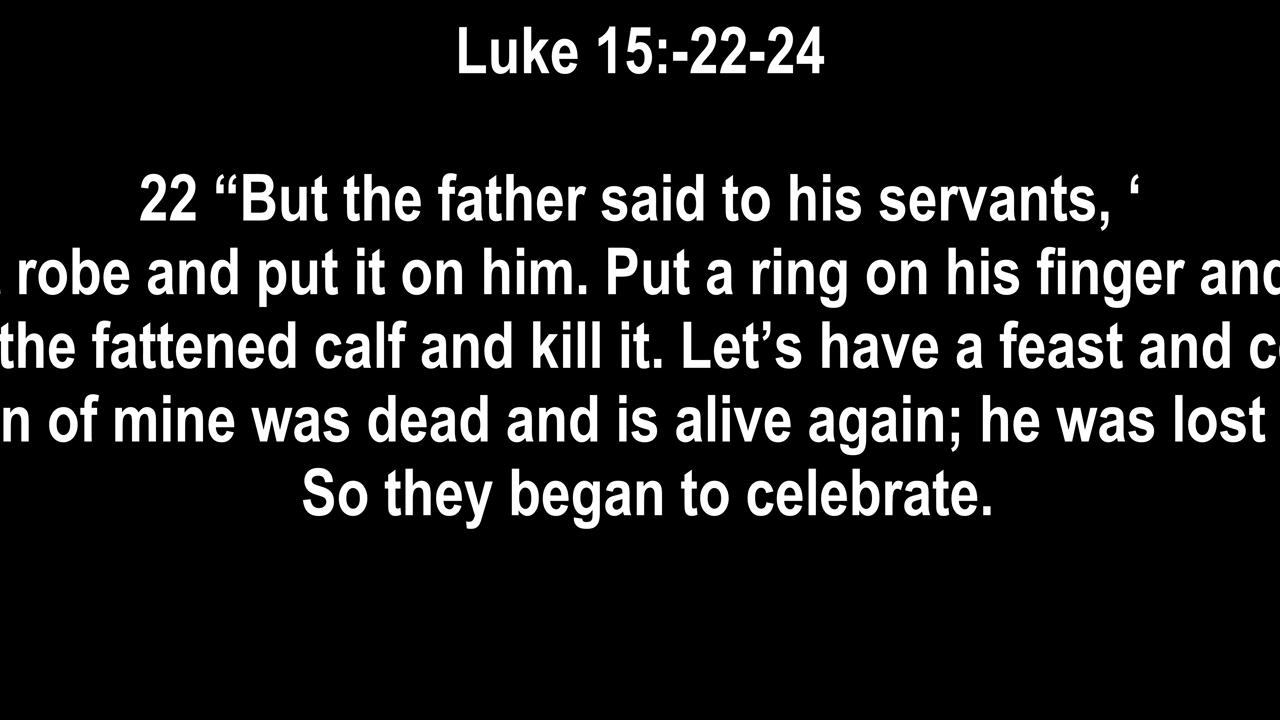 Luke 15:-22-24
22 “But the father said to his servants, ‘
robe and put it on him. Put a ring on his finger and
the fattened calf and kill it. Let’s have a feast and
of mine was dead and is alive again; he was lost
So they began to celebrate.